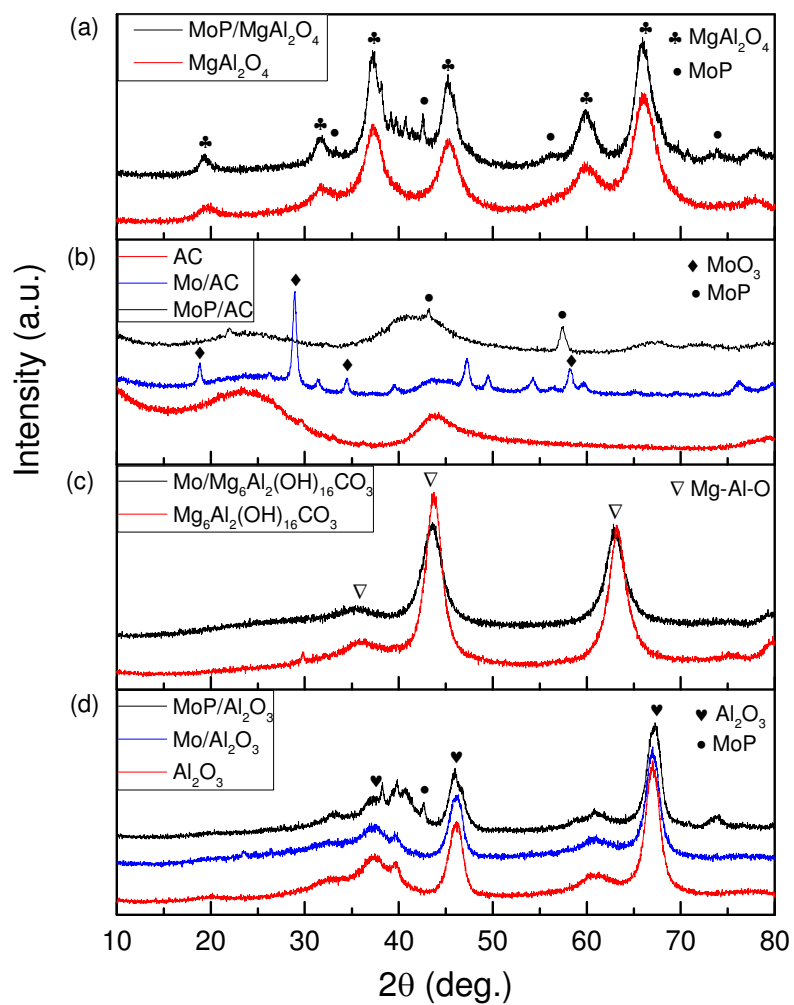 Intensity (a.u.)
(a)
MoP/MgAl₂O₄
MgAl₂O₄
♣ MgAl₂O₄
● MoP
(b)
AC
Mo/AC
MoP/AC
♦ MoO₃
● MoP
(c)
Mo/Mg₆Al₂(OH)₁₆CO₃
Mg₆Al₂(OH)₁₆CO₃
▽ Mg-Al-O
(d)
MoP/Al₂O₃
Mo/Al₂O₃
Al₂O₃
♥ Al₂O₃
● MoP
10 20 30 40 50 60 70 80
2θ (deg.)